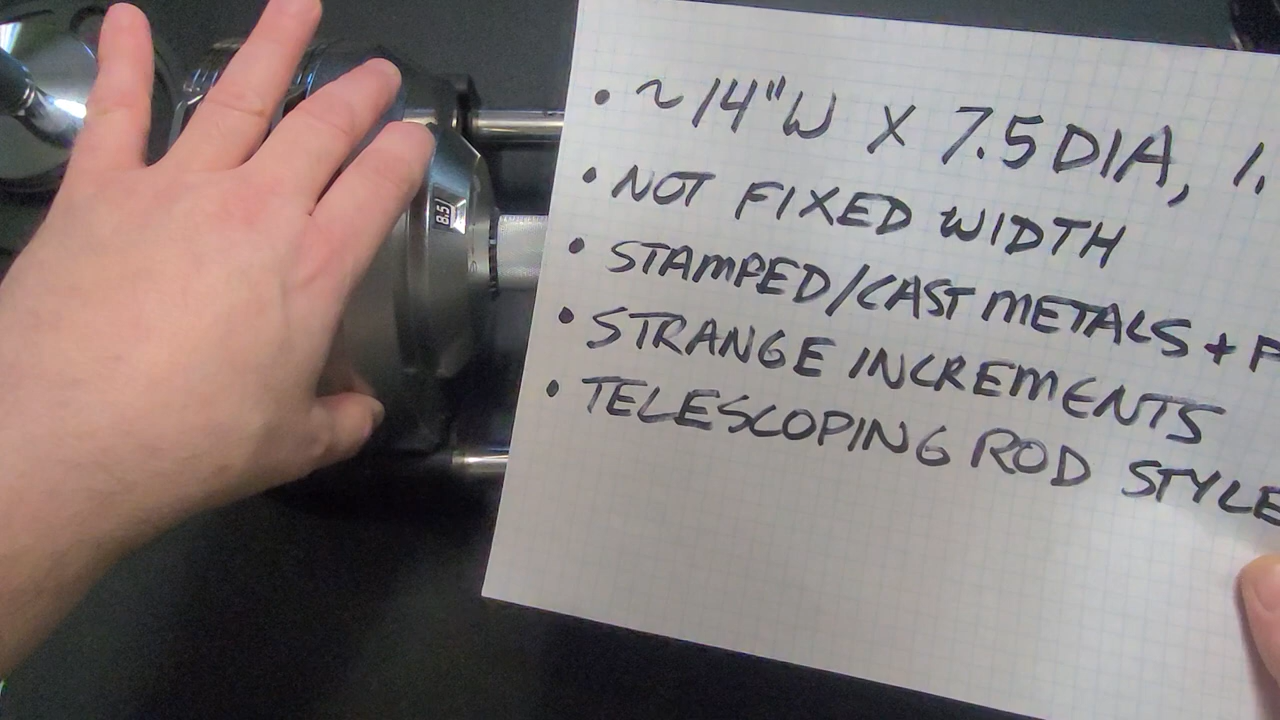 • ~14"W X 7.5 DIA, 1.
• NOT FIXED WIDTH
• STAMPED/CAST METALS + P
• STRANGE INCREMENTS
• TELESCOPING ROD STYLE
8.5